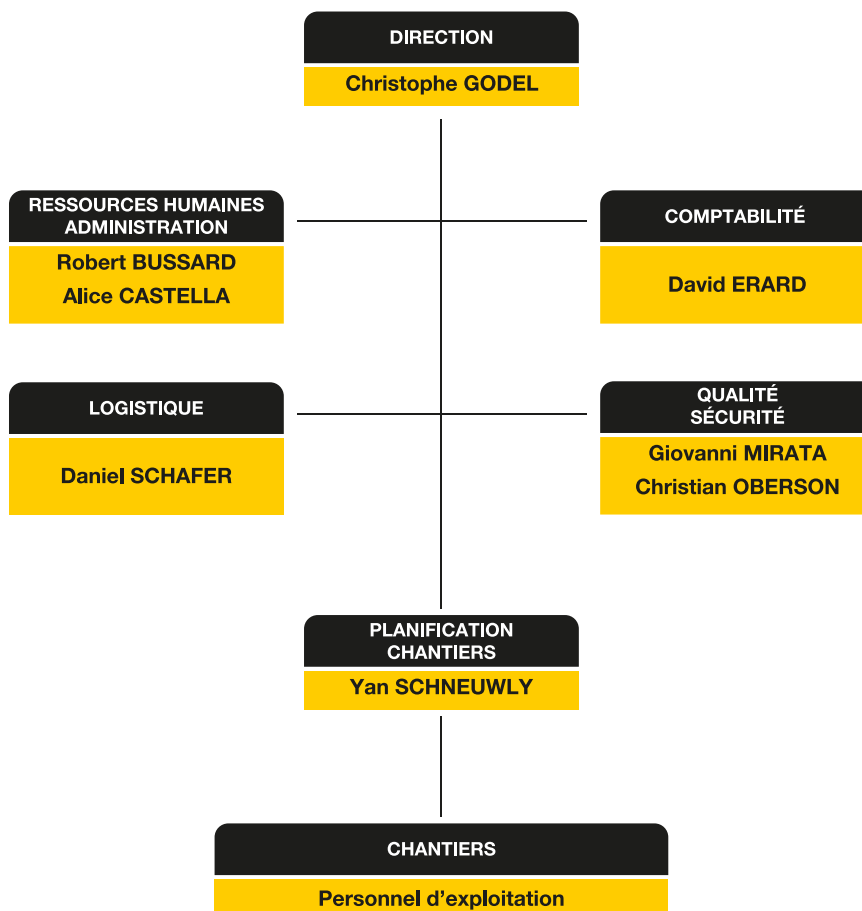 DIRECTION
Christophe GODEL
RESSOURCES HUMAINES
ADMINISTRATION
Robert BUSSARD
Alice CASTELLA
COMPTABILITÉ
David ERARD
LOGISTIQUE
Daniel SCHAFER
QUALITÉ
SÉCURITÉ
Giovanni MIRATA
Christian OBERSON
PLANIFICATION
CHANTIERS
Yan SCHNEUWLY
CHANTIERS
Personnel d’exploitation